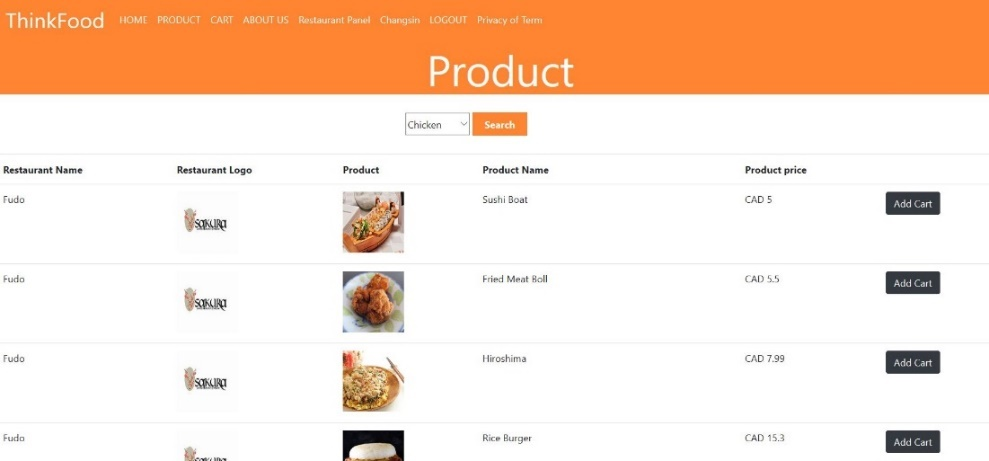 ThinkFood HOME PRODUCT CART ABOUT US Restaurant Panel Changsin LOGOUT Privacy of Term
Product
Chicken Search
Restaurant Name Restaurant Logo Product Product Name Product price
Fudo Sakura Sushi Boat CAD 5 Add Cart
Fudo Sakura Fried Meat Boll CAD 5.5 Add Cart
Fudo Sakura Hiroshima CAD 7.99 Add Cart
Fudo Rice Burger CAD 15.3 Add Cart